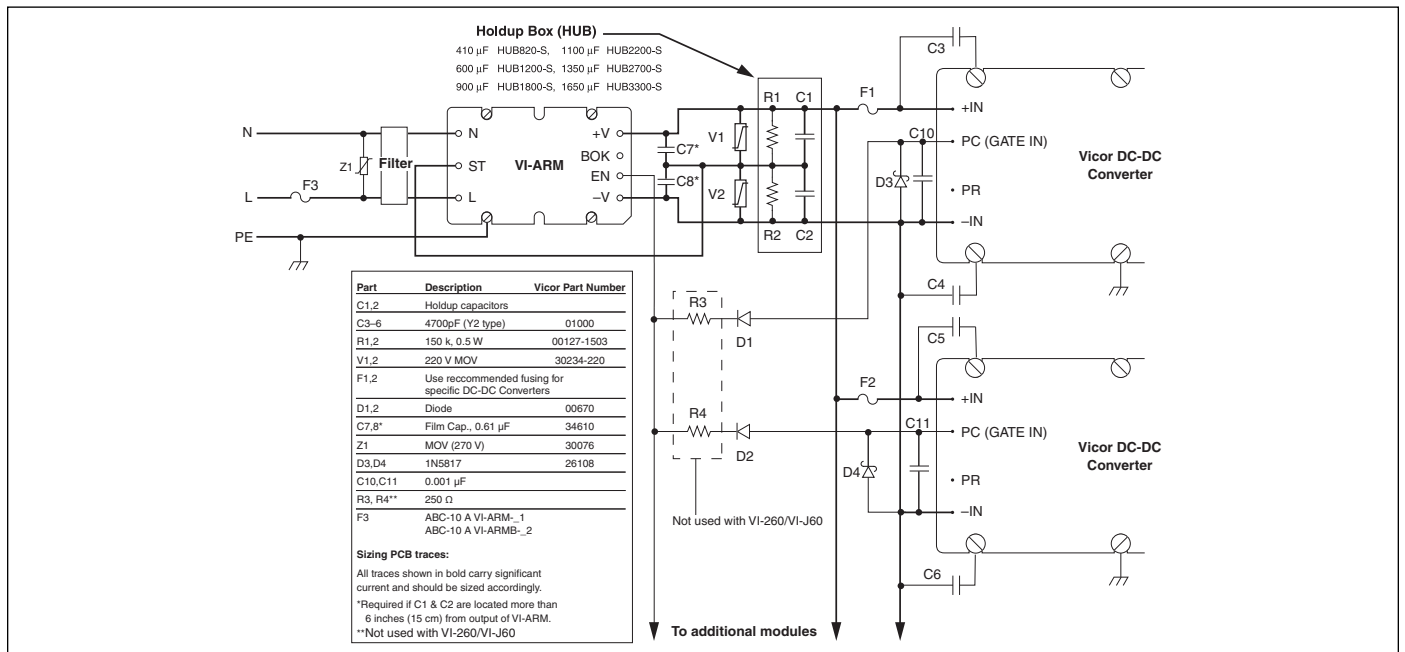 Holdup Box (HUB)
410 µF HUB820-S, 1100 µF HUB2200-S
600 µF HUB1200-S, 1350 µF HUB2700-S
900 µF HUB1800-S, 1650 µF HUB3300-S
N
Z1
Filter
L
F3
PE
N
ST
L
VI-ARM
+V
BOK
EN
–V
C7*
C8*
V1
V2
R1
C1
R2
C2
F1
C3
+IN
C10
PC (GATE IN)
D3
PR
–IN
Vicor DC-DC
Converter
C4
R3
D1
C5
F2
+IN
R4
D2
C11
PC (GATE IN)
D4
PR
–IN
Vicor DC-DC
Converter
C6
Not used with VI-260/VI-J60
To additional modules
Part Description Vicor Part Number
C1,2 Holdup capacitors
C3–6 4700pF (Y2 type) 01000
R1,2 150 k, 0.5 W 00127-1503
V1,2 220 V MOV 30234-220
F1,2 Use reccommended fusing for
specific DC-DC Converters
D1,2 Diode 00670
C7,8* Film Cap., 0.61 µF 34610
Z1 MOV (270 V) 30076
D3,D4 1N5817 26108
C10,C11 0.001 µF
R3, R4** 250 Ω
F3 ABC-10 A VI-ARM-_1
ABC-10 A VI-ARMB-_2
Sizing PCB traces:
All traces shown in bold carry significant
current and should be sized accordingly.
*Required if C1 & C2 are located more than
6 inches (15 cm) from output of VI-ARM.
**Not used with VI-260/VI-J60